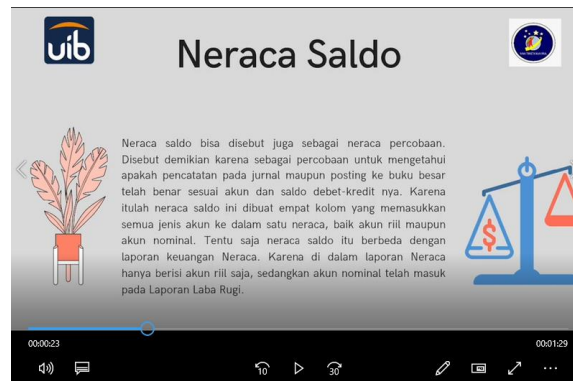 uib
Neraca Saldo
Neraca saldo bisa disebut juga sebagai neraca percobaan.
Disebut demikian karena sebagai percobaan untuk mengetahui
apakah pencatatan pada jurnal maupun posting ke buku besar
telah benar sesuai akun dan saldo debet-kredit nya. Karena
itulah neraca saldo ini dibuat empat kolom yang memasukkan
semua jenis akun ke dalam satu neraca, baik akun riil maupun
akun nominal. Tentu saja neraca saldo itu berbeda dengan
laporan keuangan Neraca. Karena di dalam laporan Neraca
hanya berisi akun riil saja, sedangkan akun nominal telah masuk
pada Laporan Laba Rugi.
$
00:00:23
00:01:29
10
30